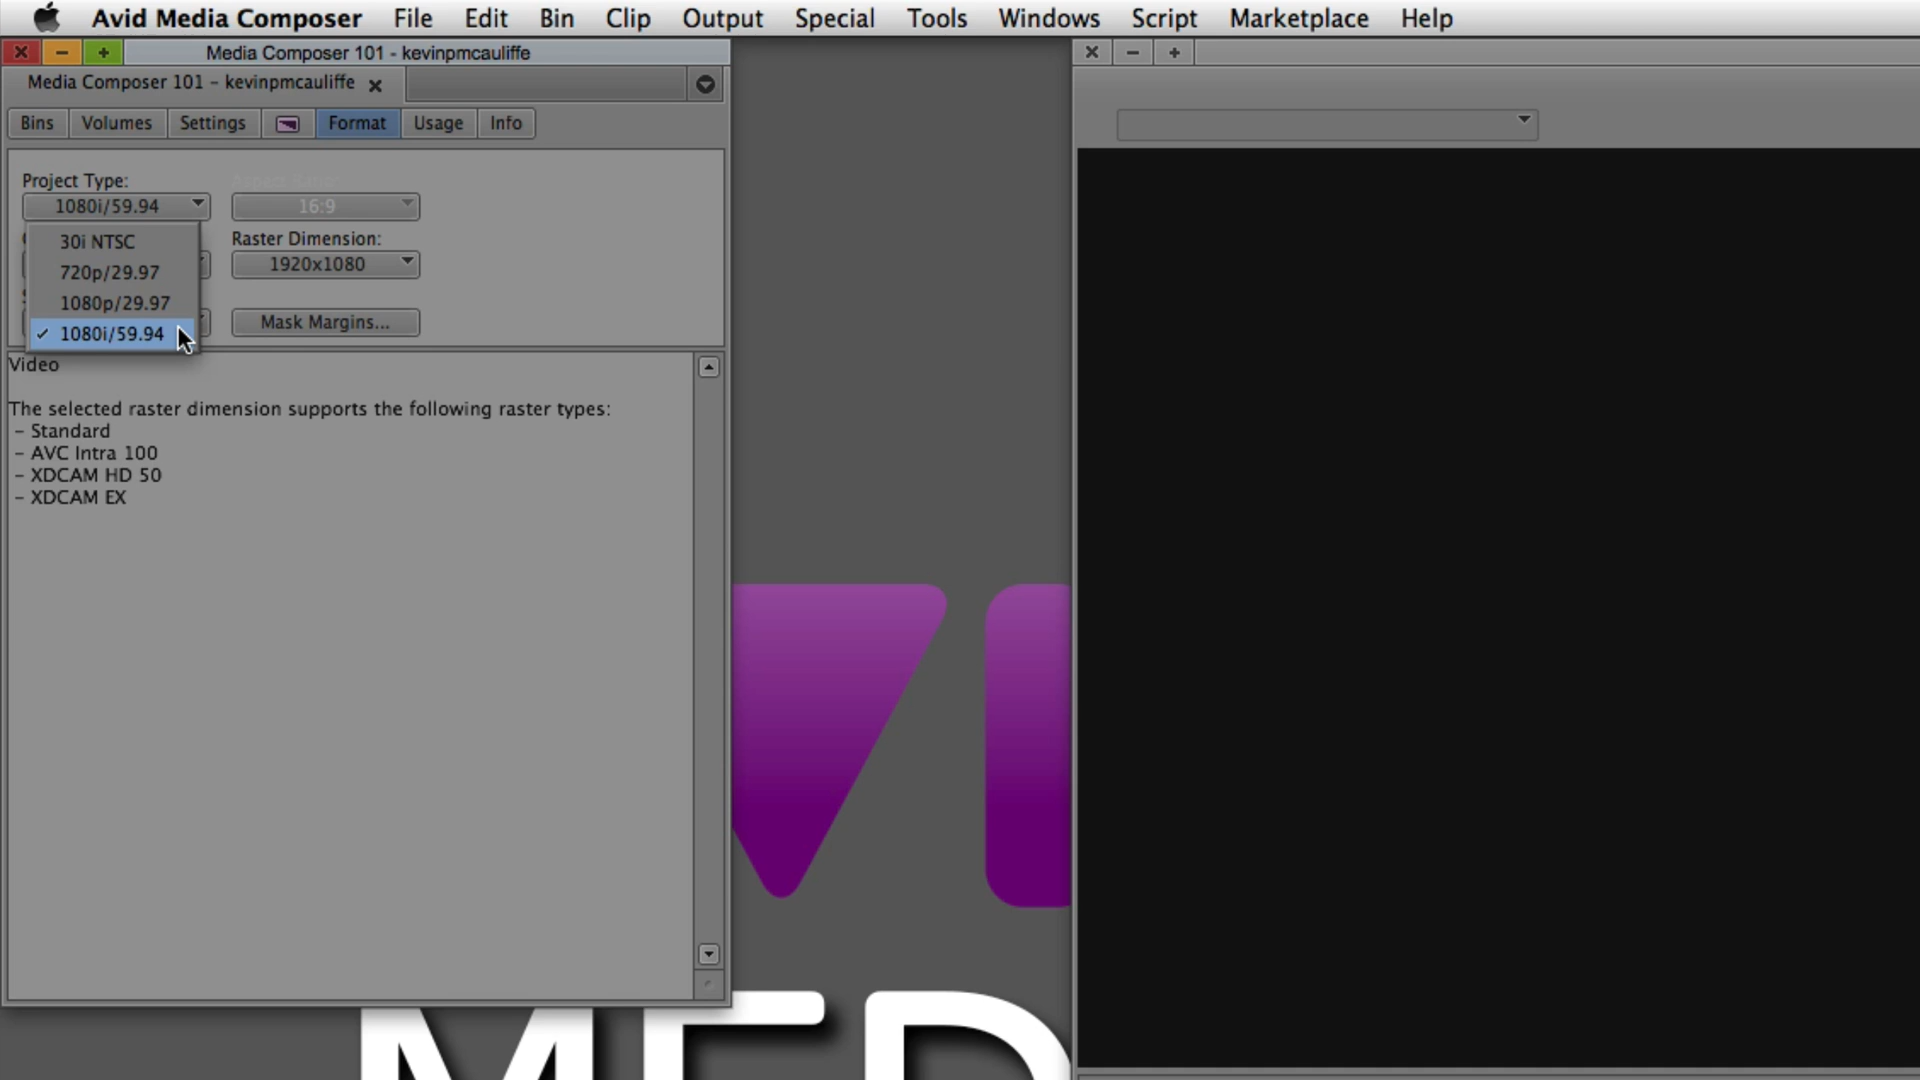 Avid Media Composer File Edit Bin Clip Output Special Tools Windows Script Marketplace Help
Media Composer 101 - kevinpmcauliffe
Media Composer 101 - kevinpmcauliffe
Bins Volumes Settings Format Usage Info
Project Type: Aspect Ratio:
1080i/59.94 16:9
30i NTSC Raster Dimension:
720p/29.97 1920x1080
1080p/29.97
1080i/59.94 Mask Margins...
Video
The selected raster dimension supports the following raster types:
- Standard
- AVC Intra 100
- XDCAM HD 50
- XDCAM EX
MED